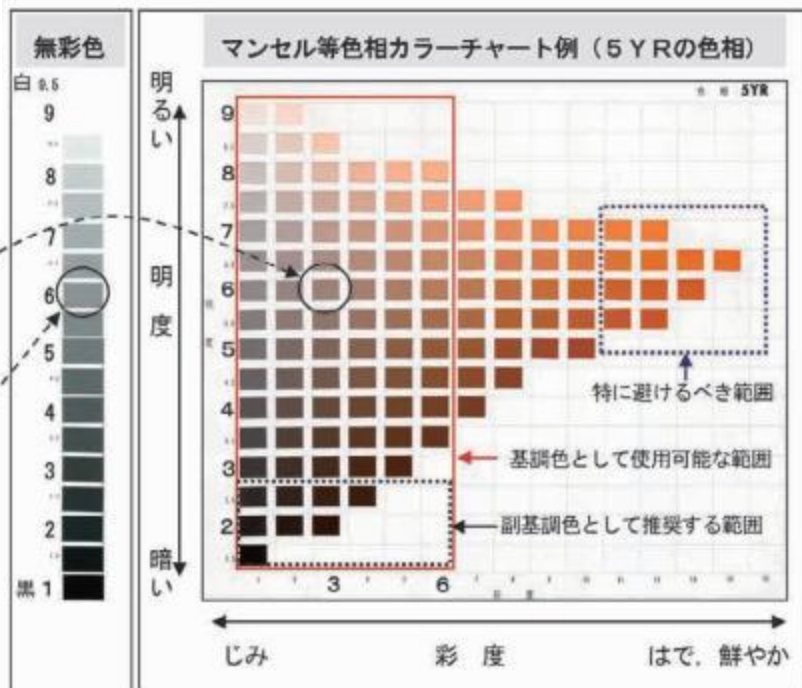 無彩色
白 9.5
9
8
7
6
5
4
3
2
黒 1
マンセル等色相カラーチャート例（5ＹＲの色相）
色 相 5YR
明るい
明 度
暗い
9
8
7
6
5
4
3
2
特に避けるべき範囲
基調色として使用可能な範囲
副基調色として推奨する範囲
3 6
じみ 彩 度 はで，鮮やか